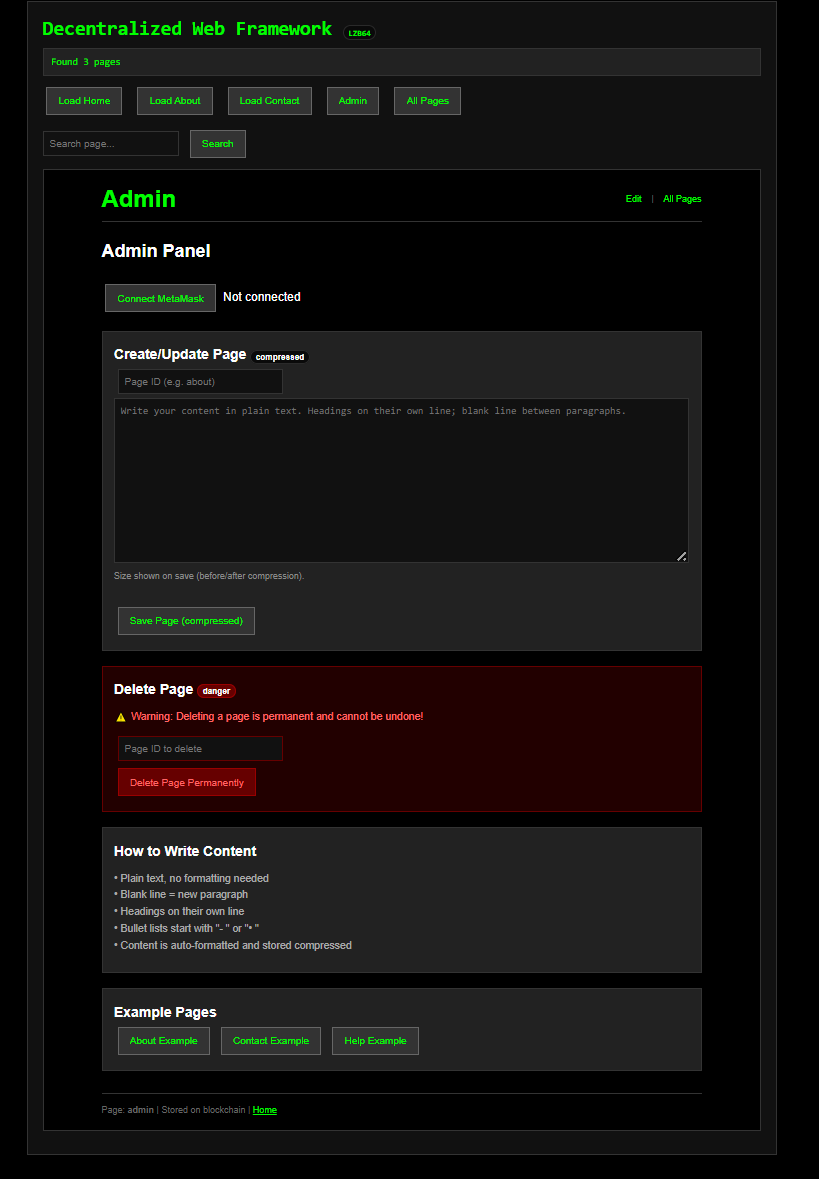 Decentralized Web Framework LZB64
Found 3 pages
Load Home Load About Load Contact Admin All Pages
Search page... Search
Admin Edit | All Pages
Admin Panel
Connect MetaMask Not connected
Create/Update Page compressed
Page ID (e.g. about)
Write your content in plain text. Headings on their own line; blank line between paragraphs.
Size shown on save (before/after compression).
Save Page (compressed)
Delete Page danger
⚠ Warning: Deleting a page is permanent and cannot be undone!
Page ID to delete
Delete Page Permanently
How to Write Content
• Plain text, no formatting needed
• Blank line = new paragraph
• Headings on their own line
• Bullet lists start with "- " or "• "
• Content is auto-formatted and stored compressed
Example Pages
About Example Contact Example Help Example
Page: admin | Stored on blockchain | Home